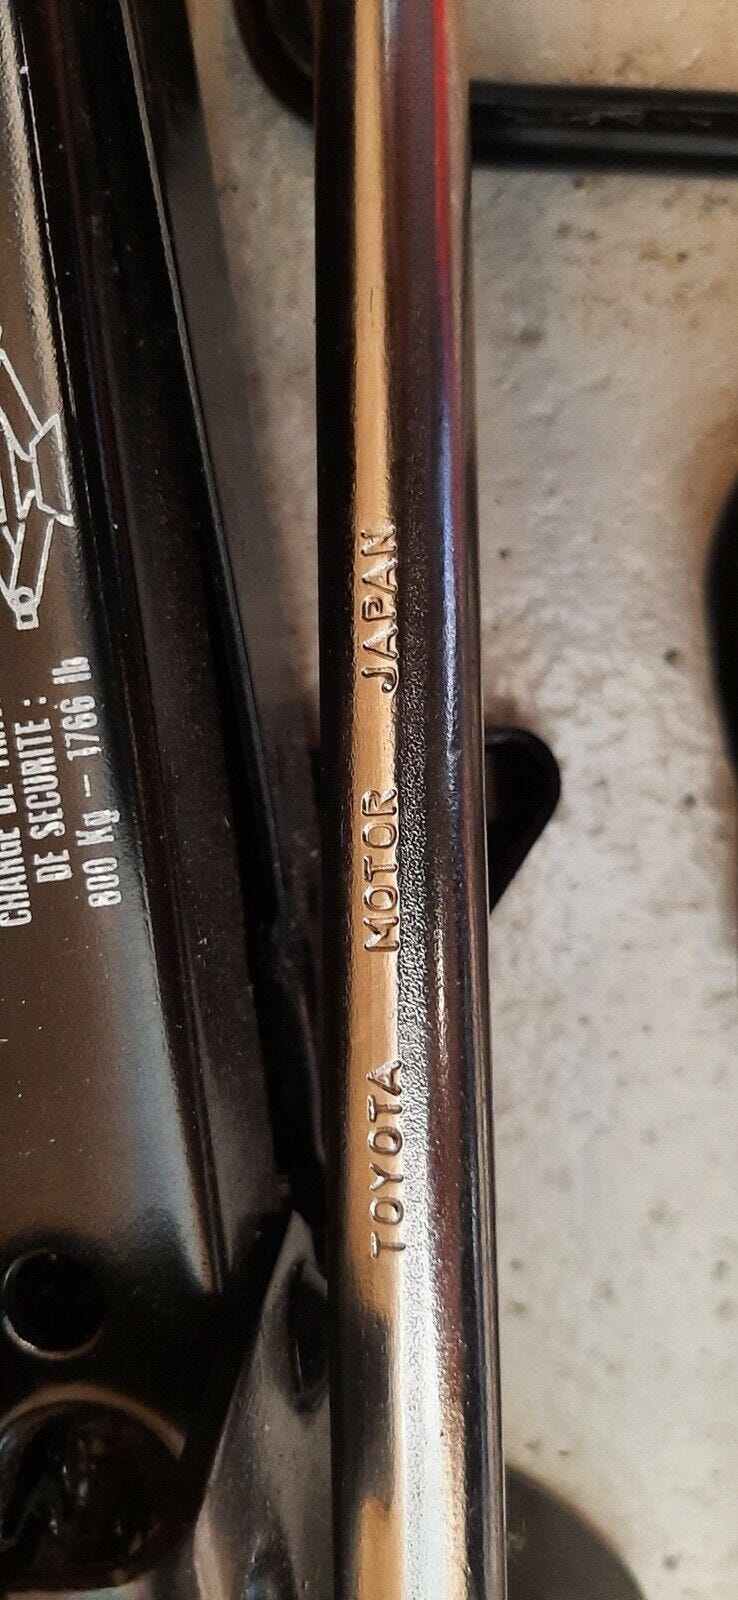 CHARGE DE
DE SECURITE :
800 Kg – 1766 lb
TOYOTA MOTOR JAPAN